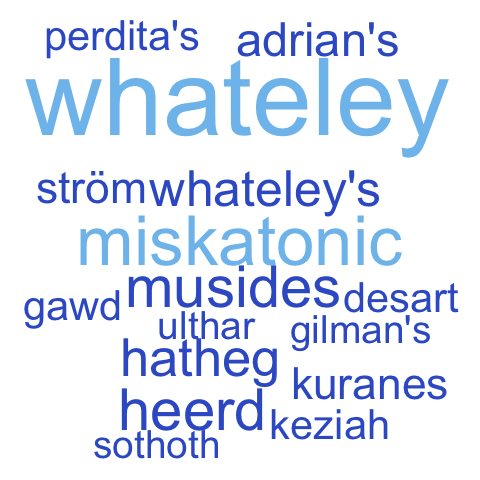 perdita's adrian's
whateley
ström whateley's
miskatonic
musides desart
gawd ulthar gilman's
hatheg
kuranes
heerd keziah
sothoth